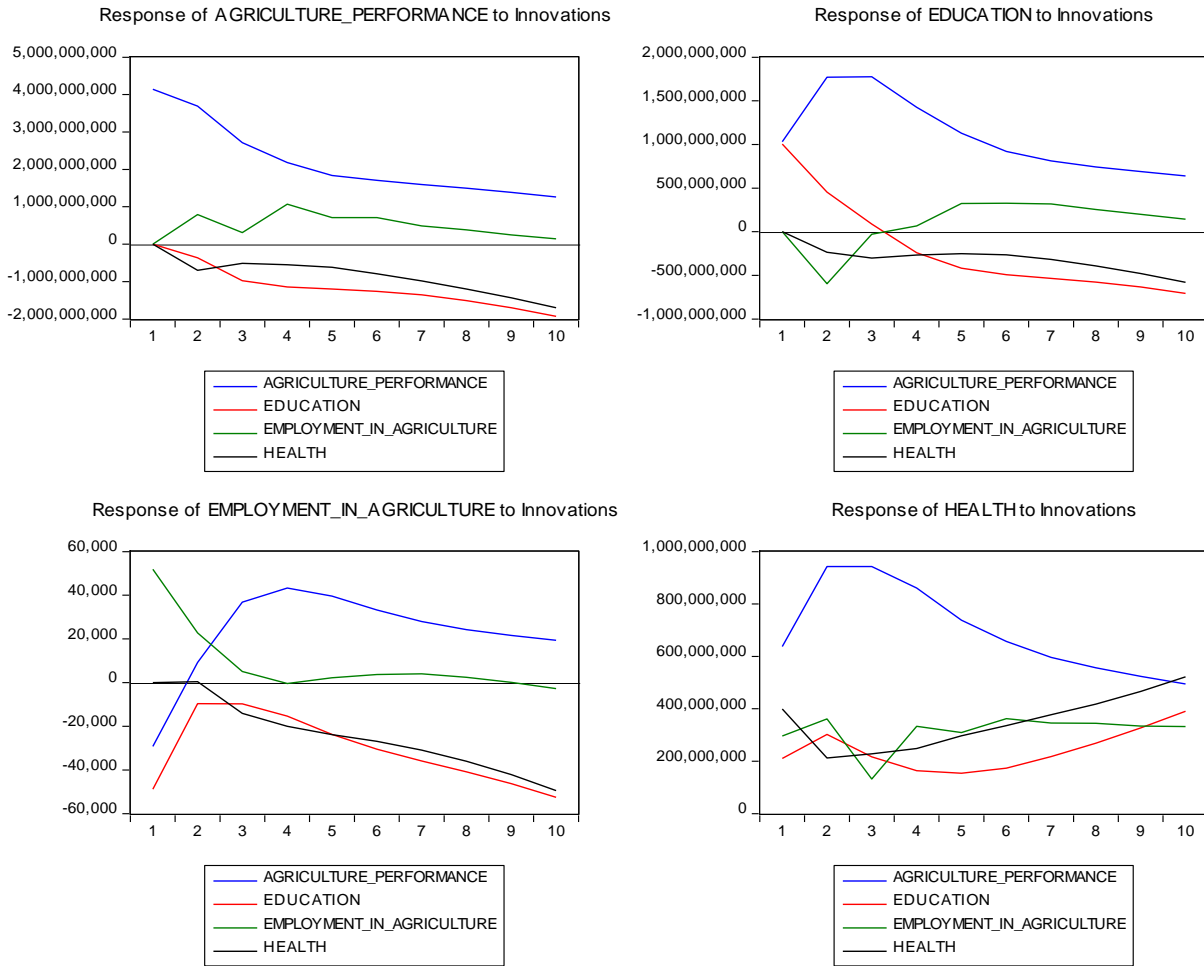 Response of AGRICULTURE_PERFORMANCE to Innovations
5,000,000,000
4,000,000,000
3,000,000,000
2,000,000,000
1,000,000,000
0
-1,000,000,000
-2,000,000,000
1 2 3 4 5 6 7 8 9 10
AGRICULTURE_PERFORMANCE
EDUCATION
EMPLOYMENT_IN_AGRICULTURE
HEALTH
Response of EDUCATION to Innovations
2,000,000,000
1,500,000,000
1,000,000,000
500,000,000
0
-500,000,000
-1,000,000,000
1 2 3 4 5 6 7 8 9 10
AGRICULTURE_PERFORMANCE
EDUCATION
EMPLOYMENT_IN_AGRICULTURE
HEALTH
Response of EMPLOYMENT_IN_AGRICULTURE to Innovations
60,000
40,000
20,000
0
-20,000
-40,000
-60,000
1 2 3 4 5 6 7 8 9 10
AGRICULTURE_PERFORMANCE
EDUCATION
EMPLOYMENT_IN_AGRICULTURE
HEALTH
Response of HEALTH to Innovations
1,000,000,000
800,000,000
600,000,000
400,000,000
200,000,000
0
1 2 3 4 5 6 7 8 9 10
AGRICULTURE_PERFORMANCE
EDUCATION
EMPLOYMENT_IN_AGRICULTURE
HEALTH